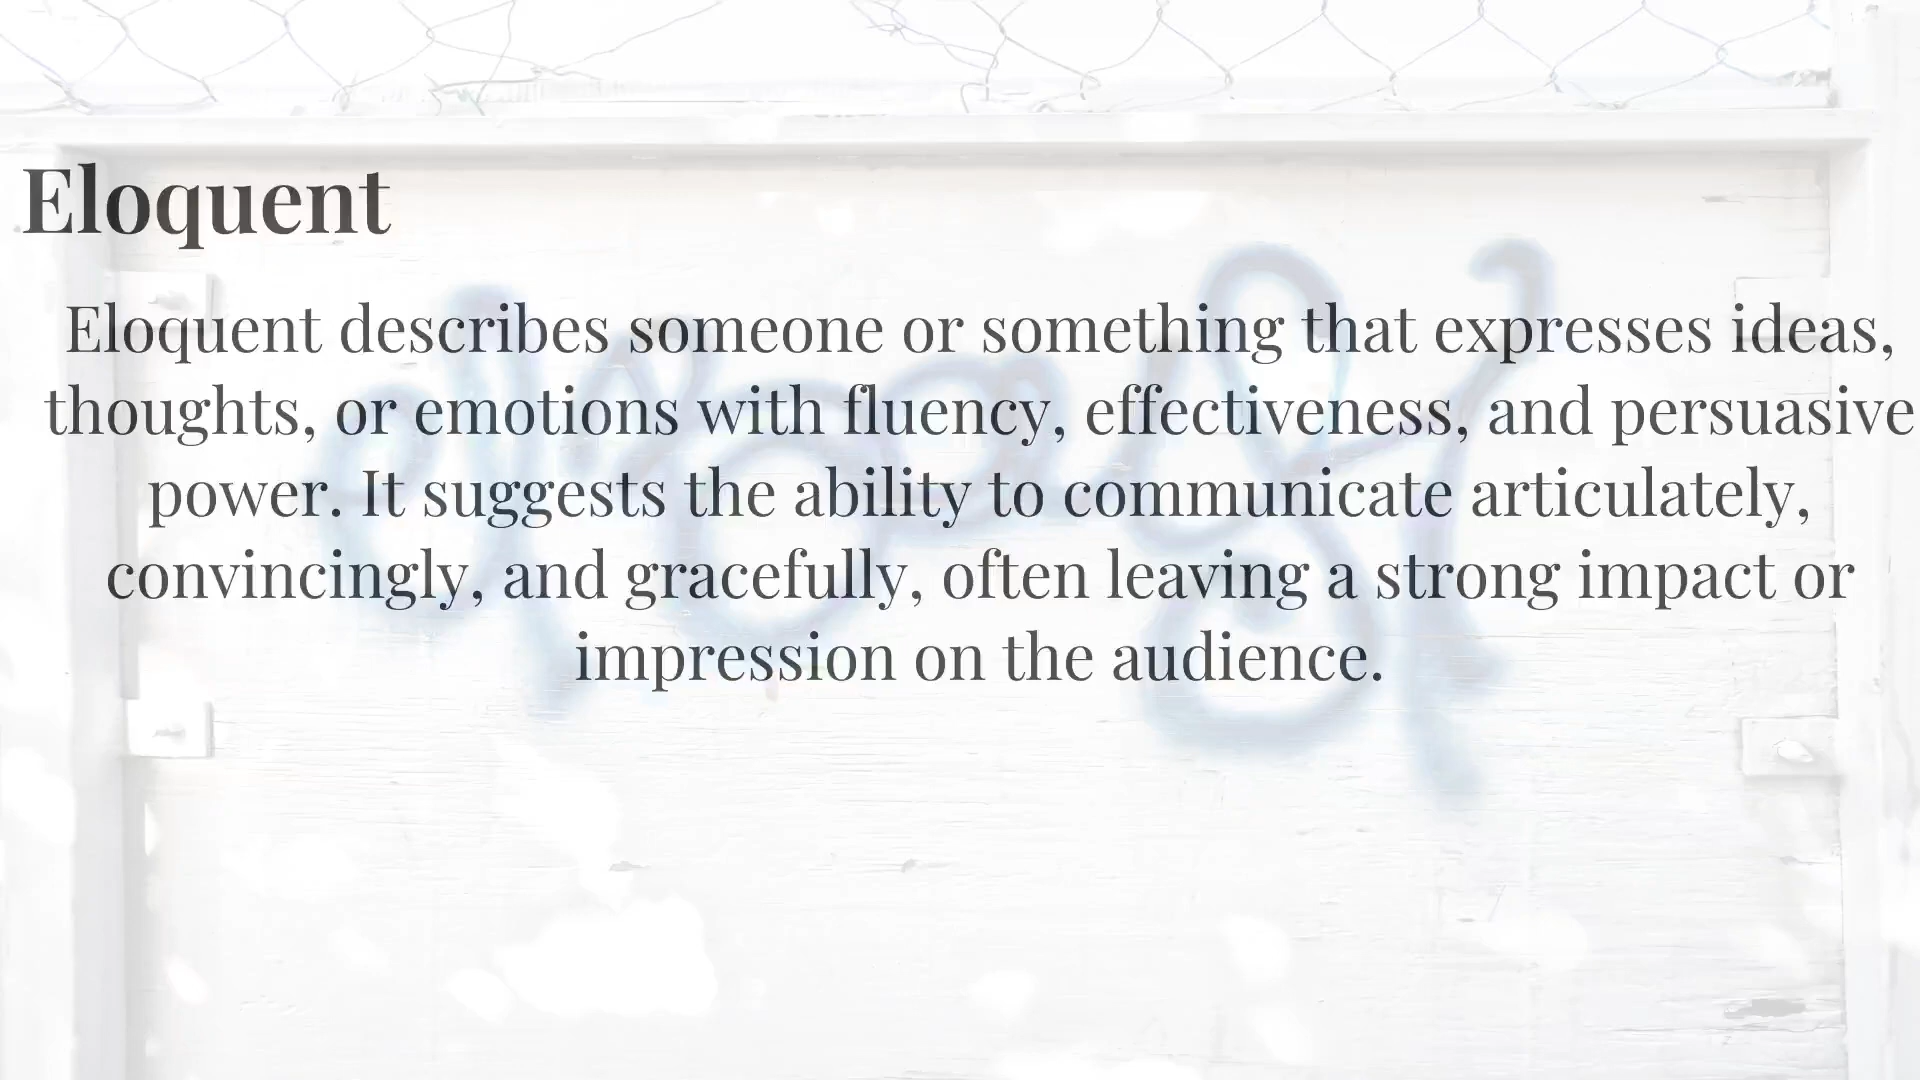 Eloquent
Eloquent describes someone or something that expresses ideas,
thoughts, or emotions with fluency, effectiveness, and persuasive
power. It suggests the ability to communicate articulately,
convincingly, and gracefully, often leaving a strong impact or
impression on the audience.